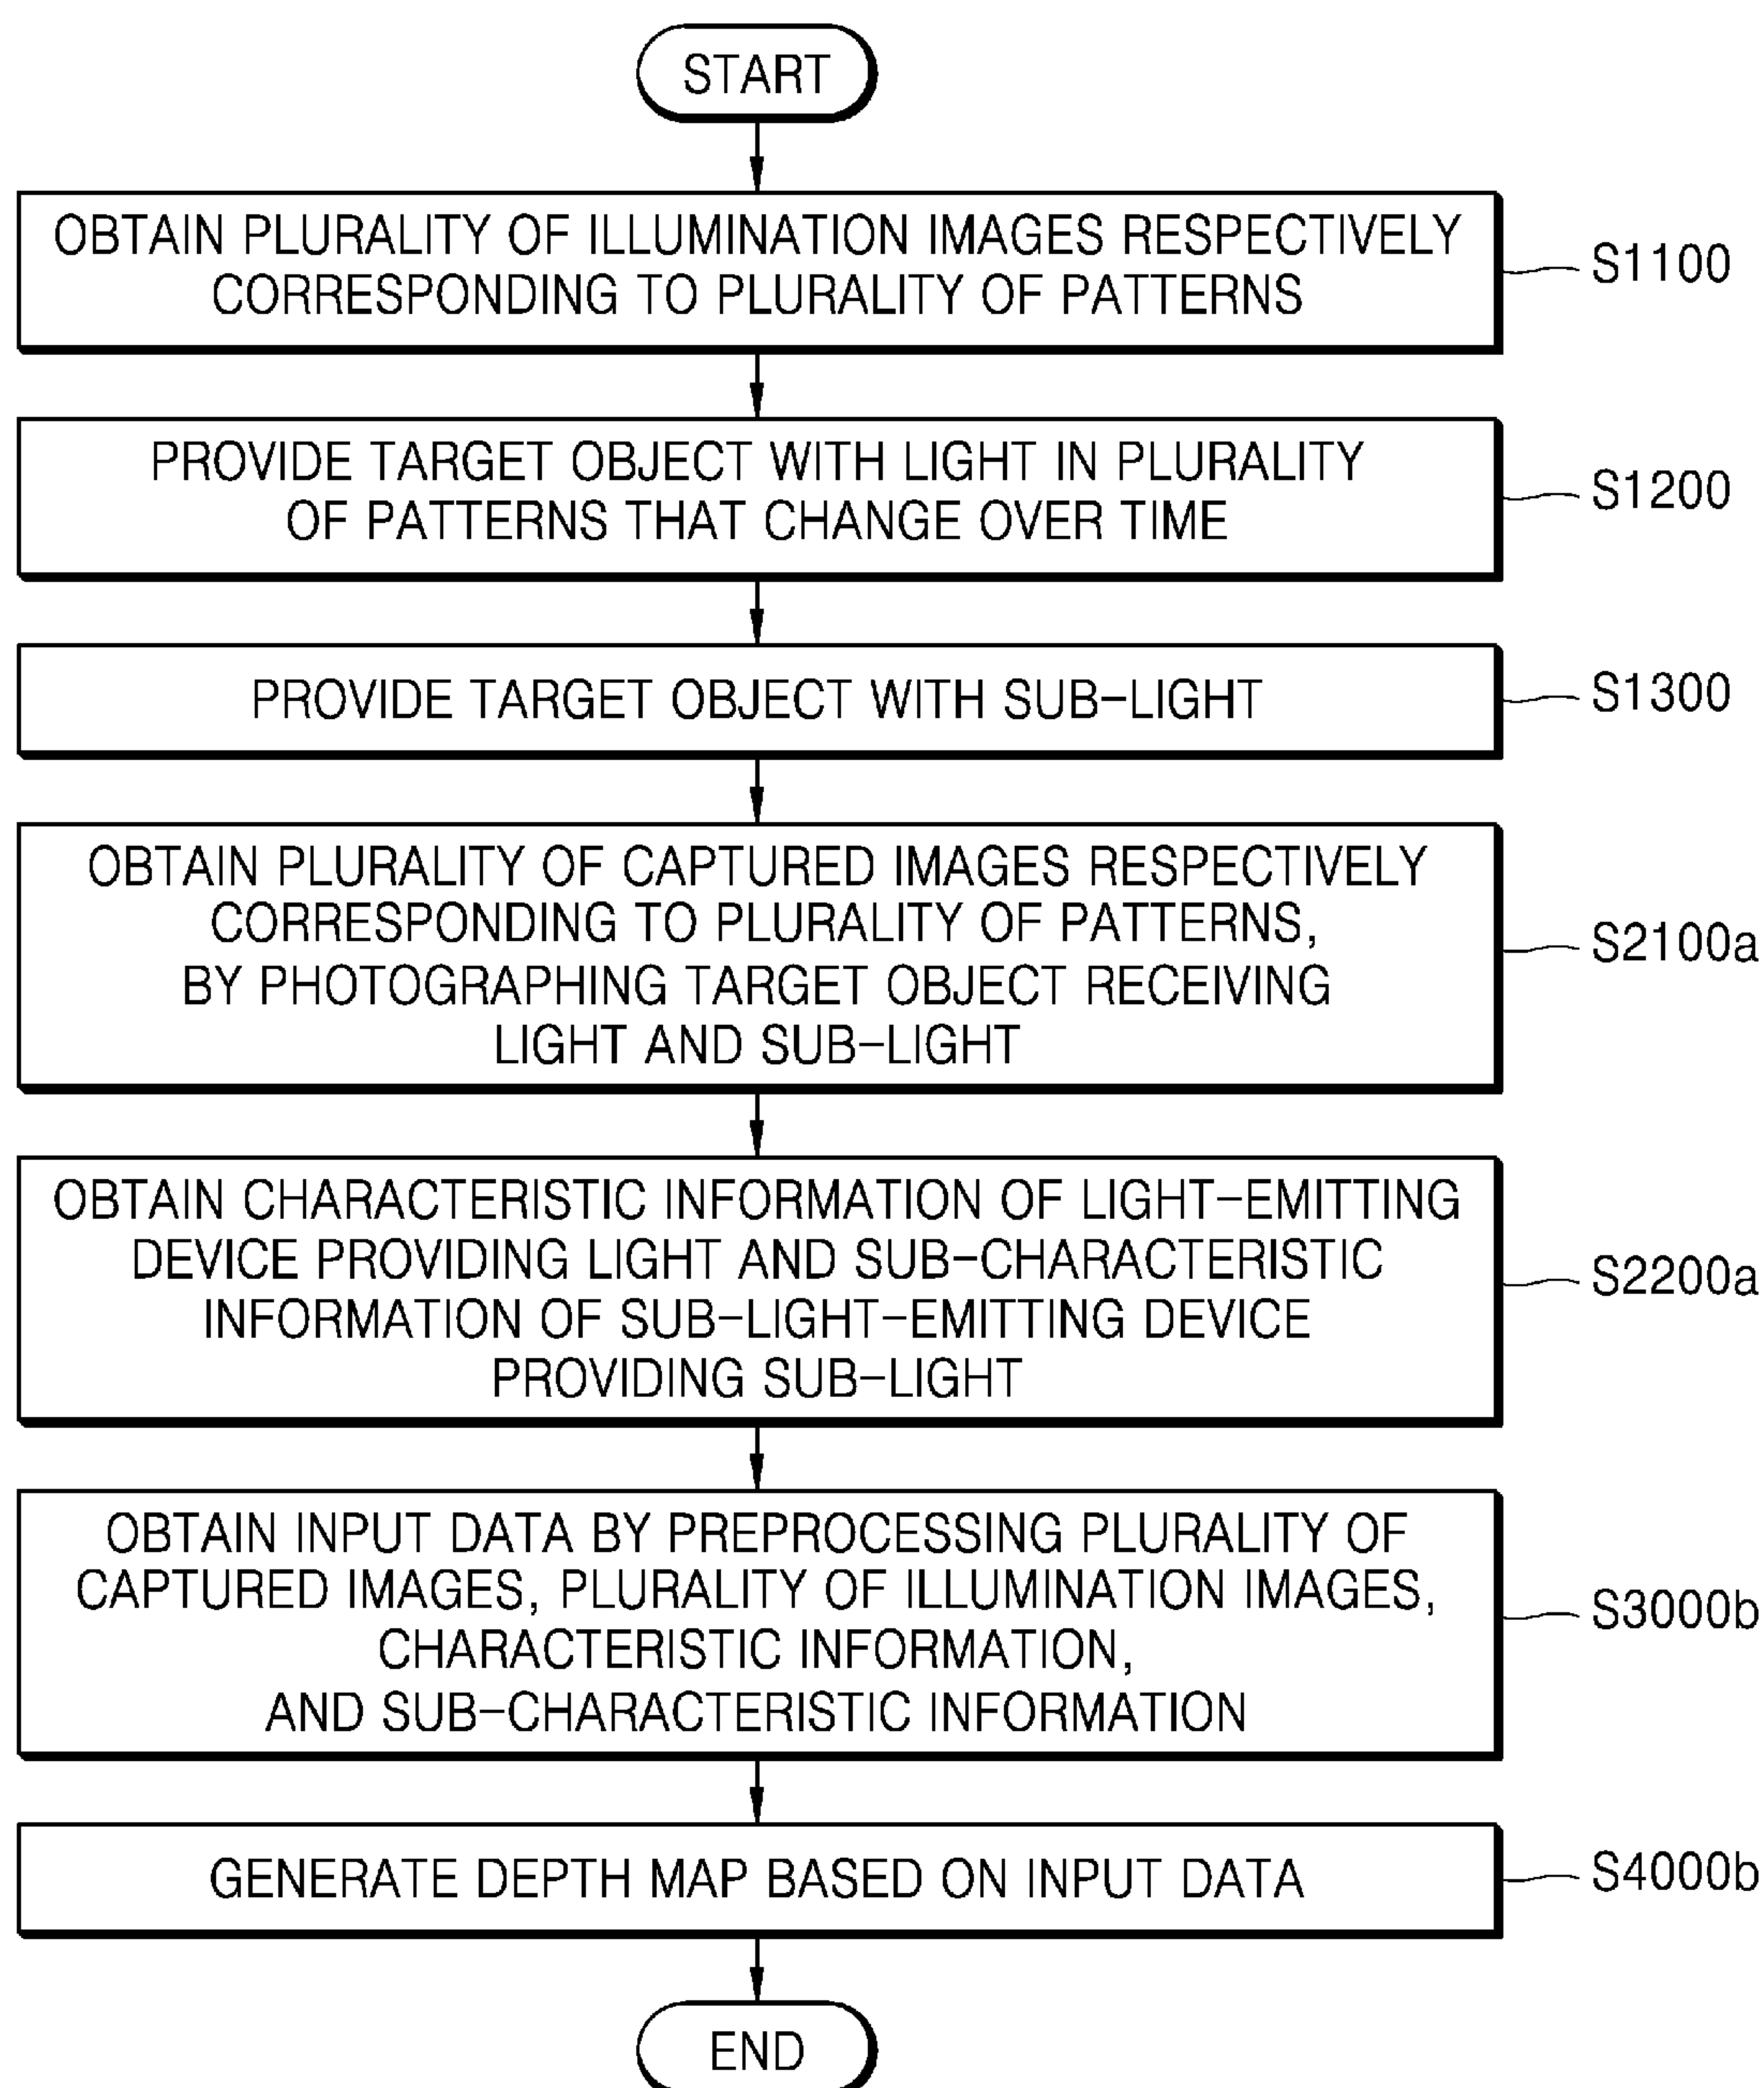 START
OBTAIN PLURALITY OF ILLUMINATION IMAGES RESPECTIVELY
CORRESPONDING TO PLURALITY OF PATTERNS
S1100
PROVIDE TARGET OBJECT WITH LIGHT IN PLURALITY
OF PATTERNS THAT CHANGE OVER TIME
S1200
PROVIDE TARGET OBJECT WITH SUB-LIGHT
S1300
OBTAIN PLURALITY OF CAPTURED IMAGES RESPECTIVELY
CORRESPONDING TO PLURALITY OF PATTERNS,
BY PHOTOGRAPHING TARGET OBJECT RECEIVING
LIGHT AND SUB-LIGHT
S2100a
OBTAIN CHARACTERISTIC INFORMATION OF LIGHT-EMITTING
DEVICE PROVIDING LIGHT AND SUB-CHARACTERISTIC
INFORMATION OF SUB-LIGHT-EMITTING DEVICE
PROVIDING SUB-LIGHT
S2200a
OBTAIN INPUT DATA BY PREPROCESSING PLURALITY OF
CAPTURED IMAGES, PLURALITY OF ILLUMINATION IMAGES,
CHARACTERISTIC INFORMATION,
AND SUB-CHARACTERISTIC INFORMATION
S3000b
GENERATE DEPTH MAP BASED ON INPUT DATA
S4000b
END